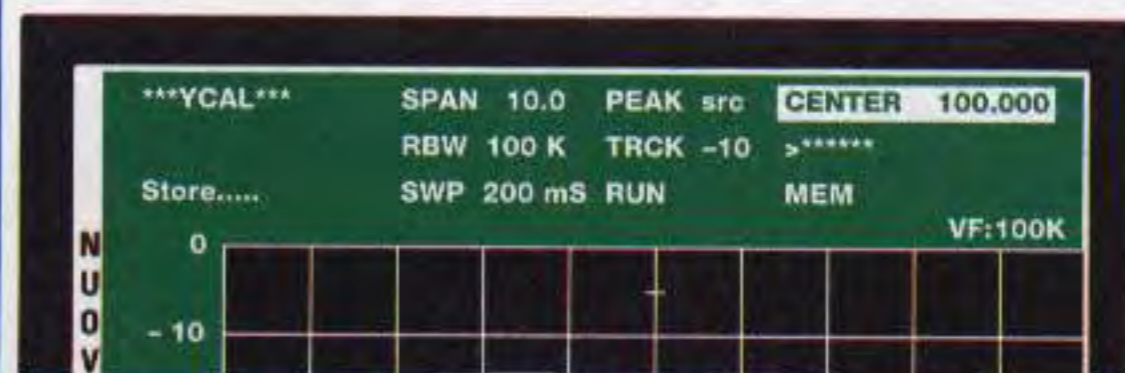 ***YCAL*** SPAN 10.0 PEAK src CENTER 100.000
RBW 100 K TRCK -10 >******
Store..... SWP 200 mS RUN MEM
VF:100K
0
- 10
N
U
O
V